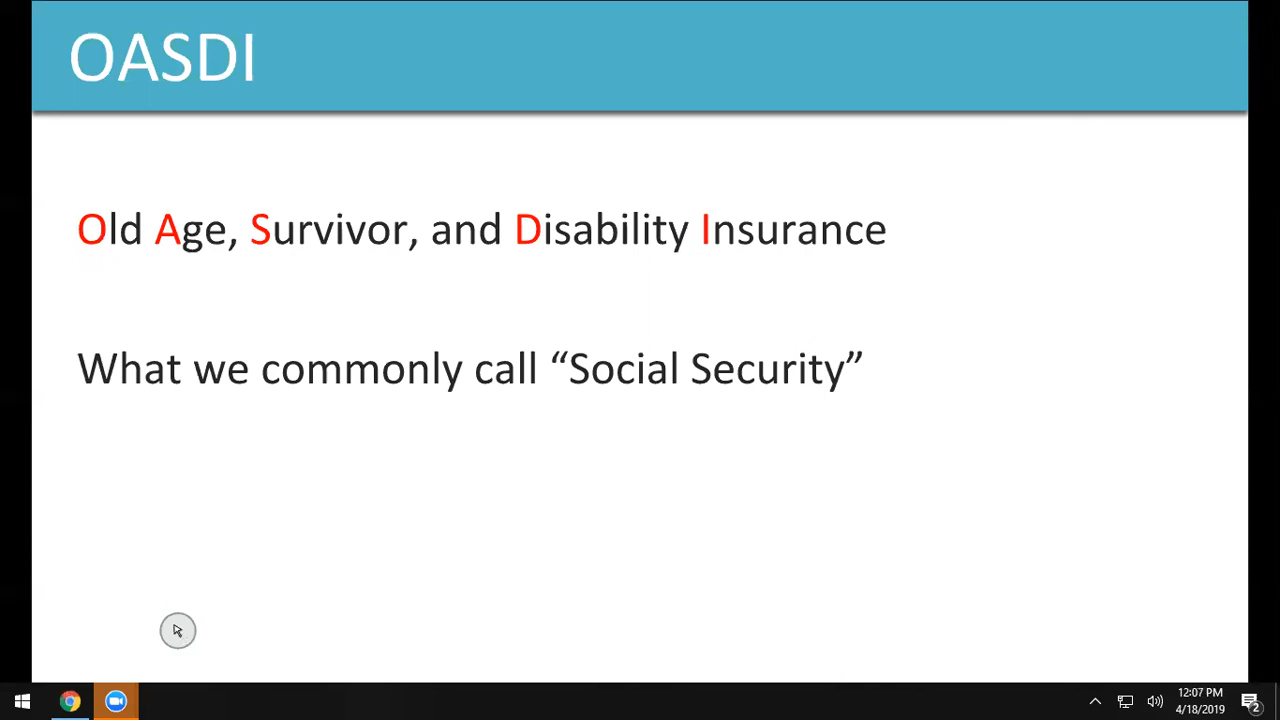 OASDI
Old Age, Survivor, and Disability Insurance
What we commonly call “Social Security”
12:07 PM
4/18/2019
2